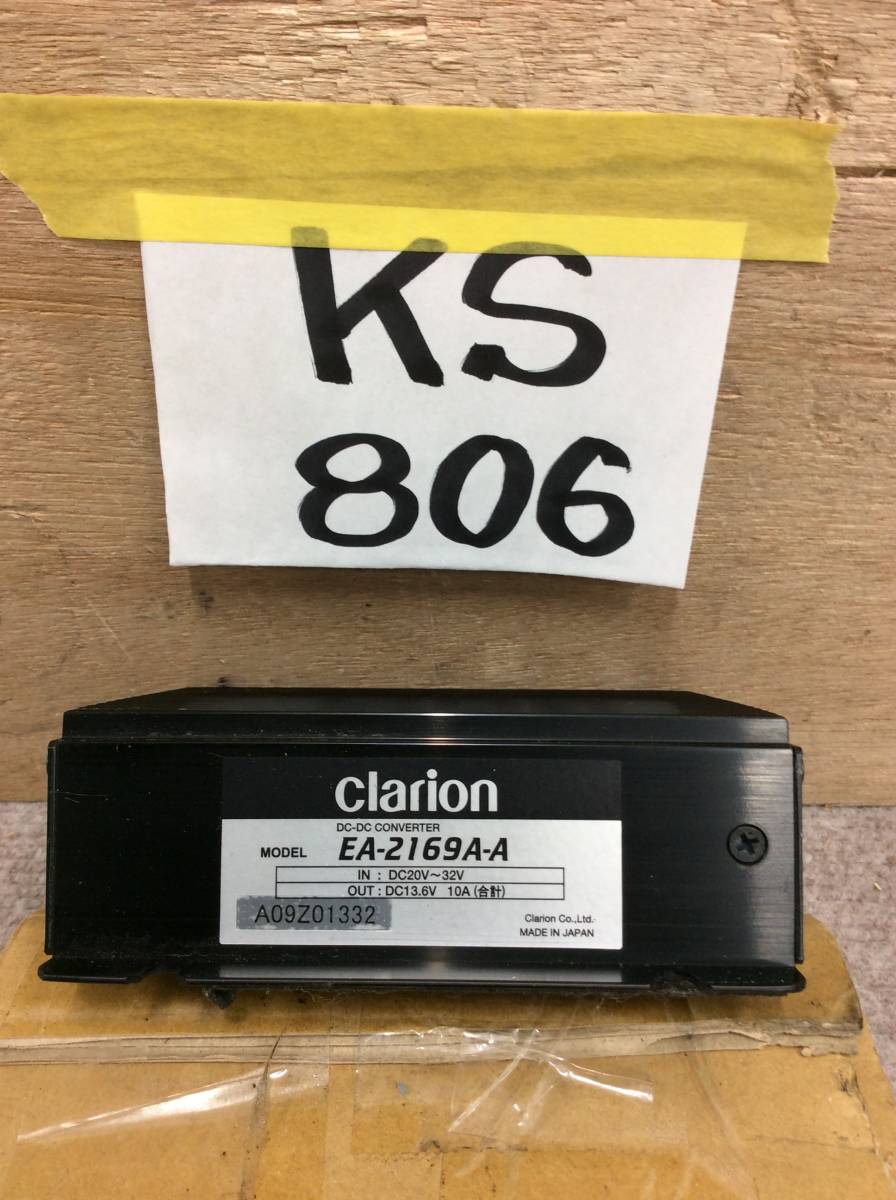 KS
806
clarion
DC-DC CONVERTER
MODEL EA-2169A-A
IN : DC20V～32V
OUT : DC13.6V 10A (合計)
A09Z01332
Clarion Co.,Ltd.
MADE IN JAPAN